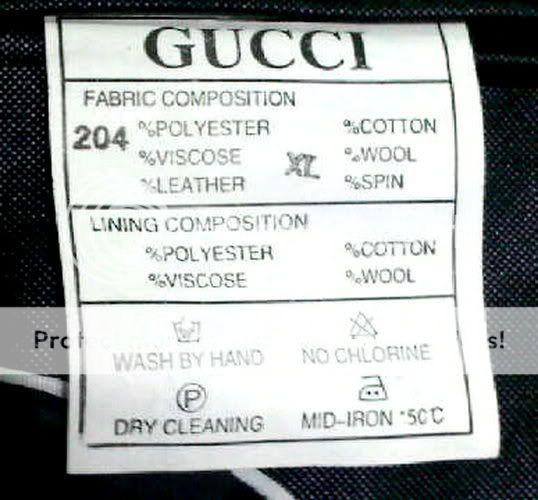 GUCCI
FABRIC COMPOSITION
204 %POLYESTER %COTTON
%VISCOSE XL %WOOL
%LEATHER %SPIN
LINING COMPOSITION
%POLYESTER %COTTON
%VISCOSE %WOOL
WASH BY HAND NO CHLORINE
P
DRY CLEANING MID-IRON °50C